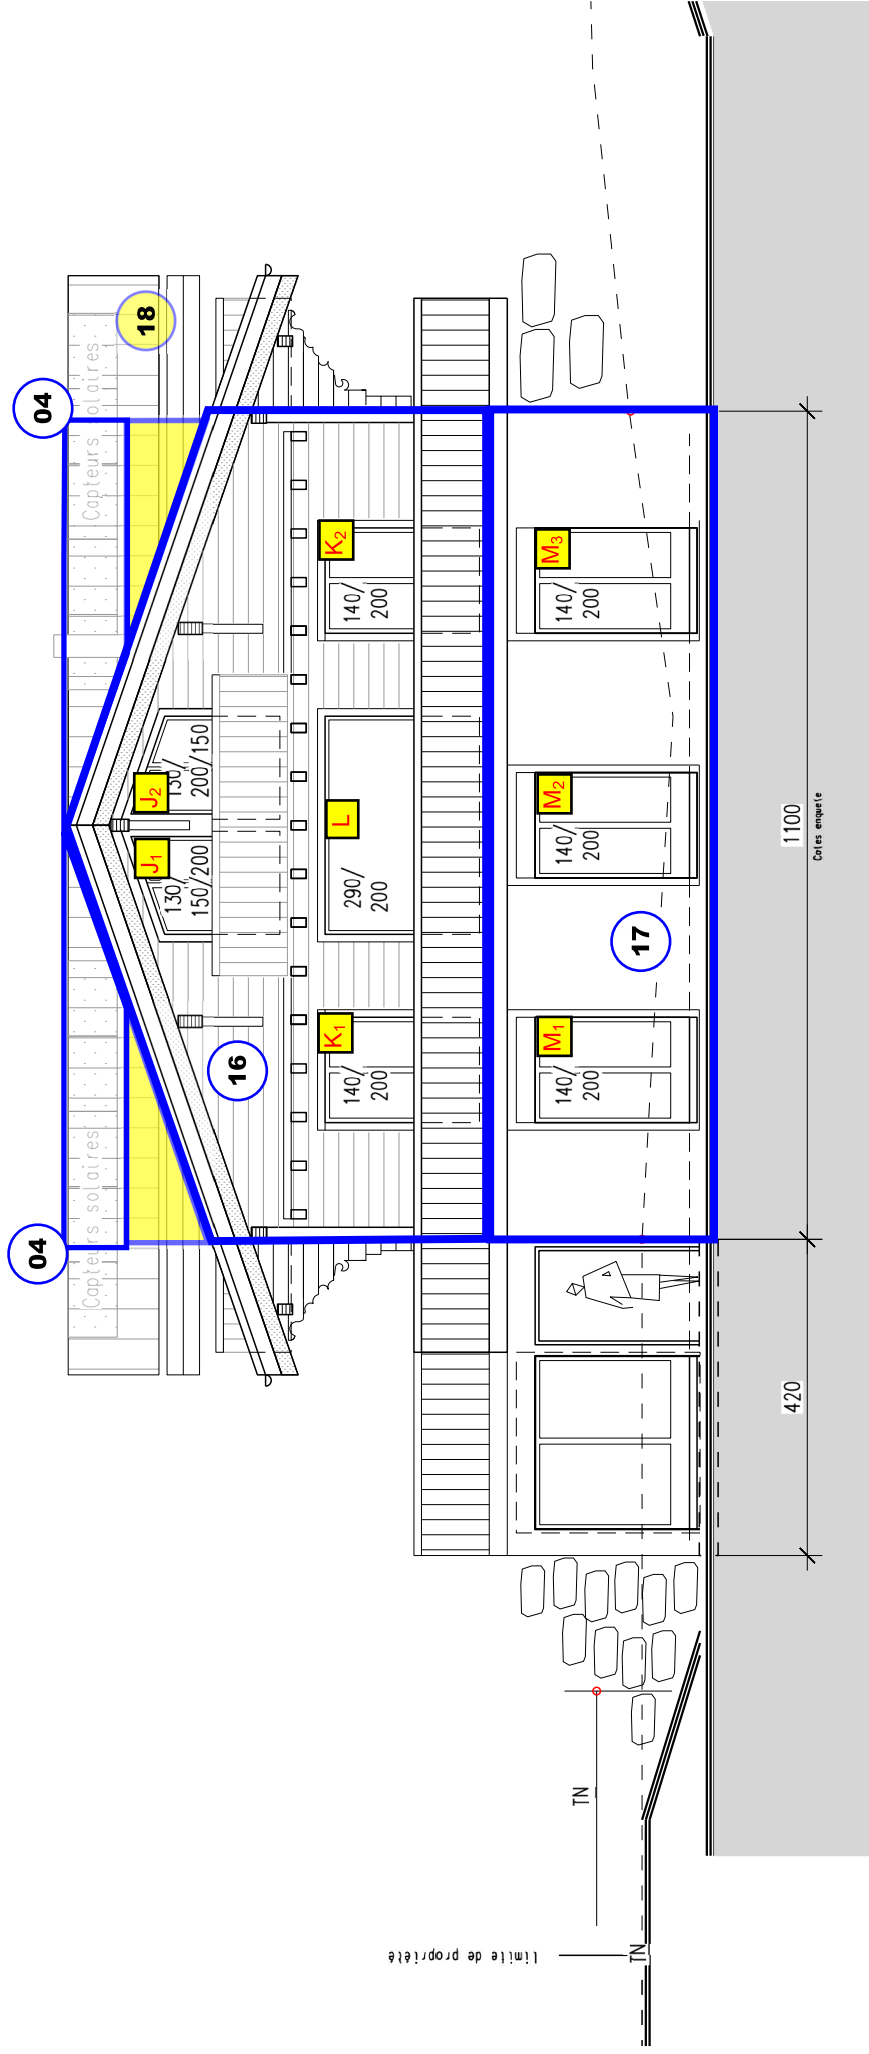 04
04
Capteurs solaires
Capteurs solaires
18
J1
J2
130
150/200
130/
200/150
16
K1
140/
200
L
290/
200
K2
140/
200
M1
140/
200
M2
140/
200
M3
140/
200
17
TN
TN
Limite de propriété
420
1100
Cotes enquete